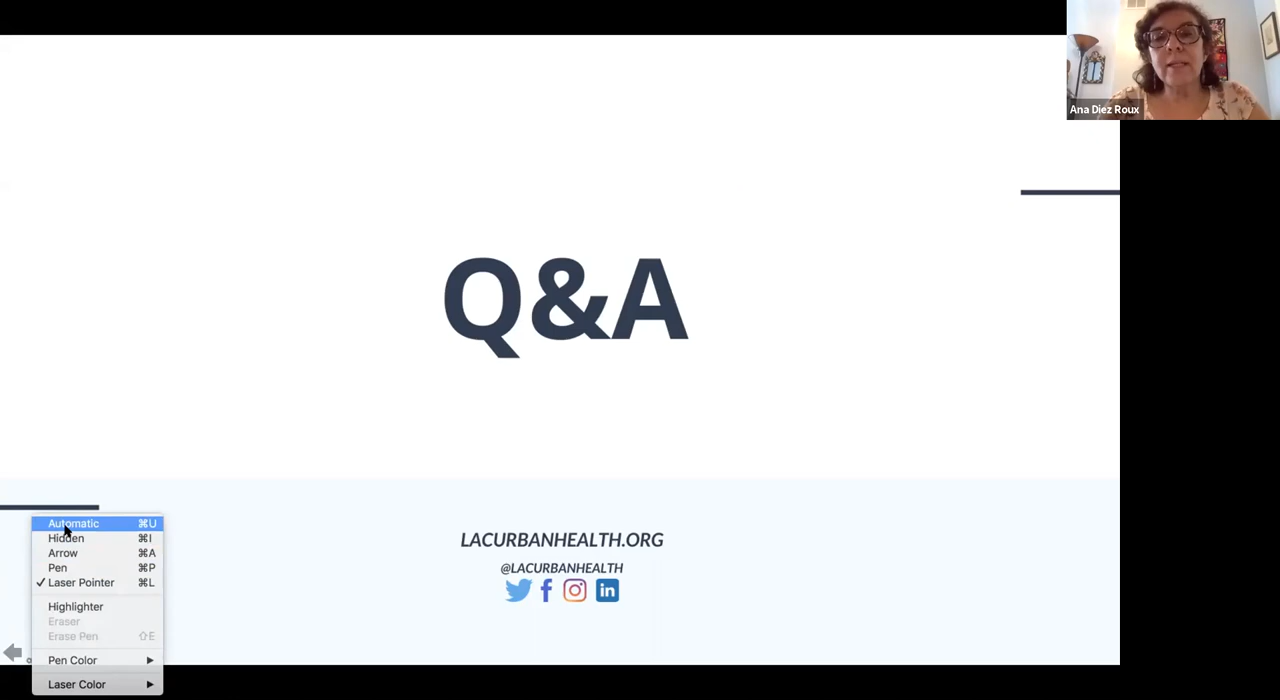 Ana Diez Roux
Q&A
LACURBANHEALTH.ORG
@LACURBANHEALTH
Automatic ⌘U
Hidden ⌘I
Arrow ⌘A
Pen ⌘P
✓ Laser Pointer ⌘L
Highlighter
Eraser
Erase Pen ⇧E
Pen Color ▶
Laser Color ▶